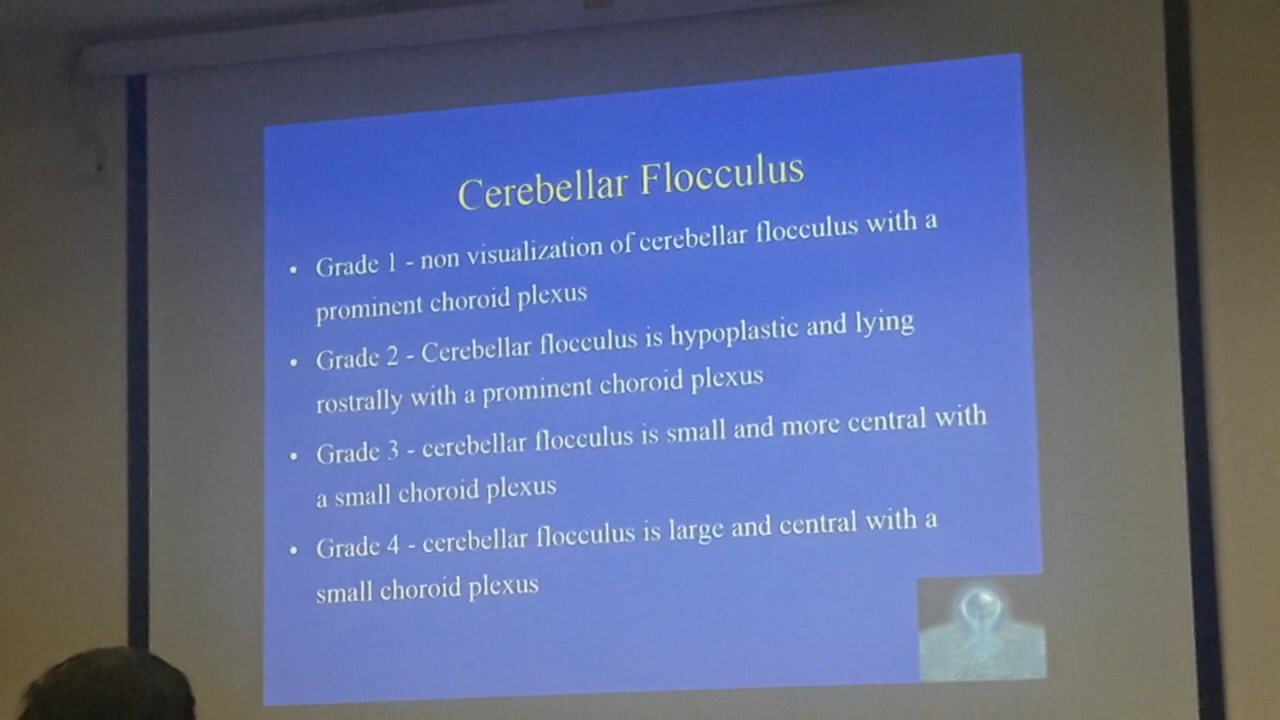 Cerebellar Flocculus
• Grade 1 - non visualization of cerebellar flocculus with a
prominent choroid plexus
• Grade 2 - Cerebellar flocculus is hypoplastic and lying
rostrally with a prominent choroid plexus
• Grade 3 - cerebellar flocculus is small and more central with
a small choroid plexus
• Grade 4 - cerebellar flocculus is large and central with a
small choroid plexus